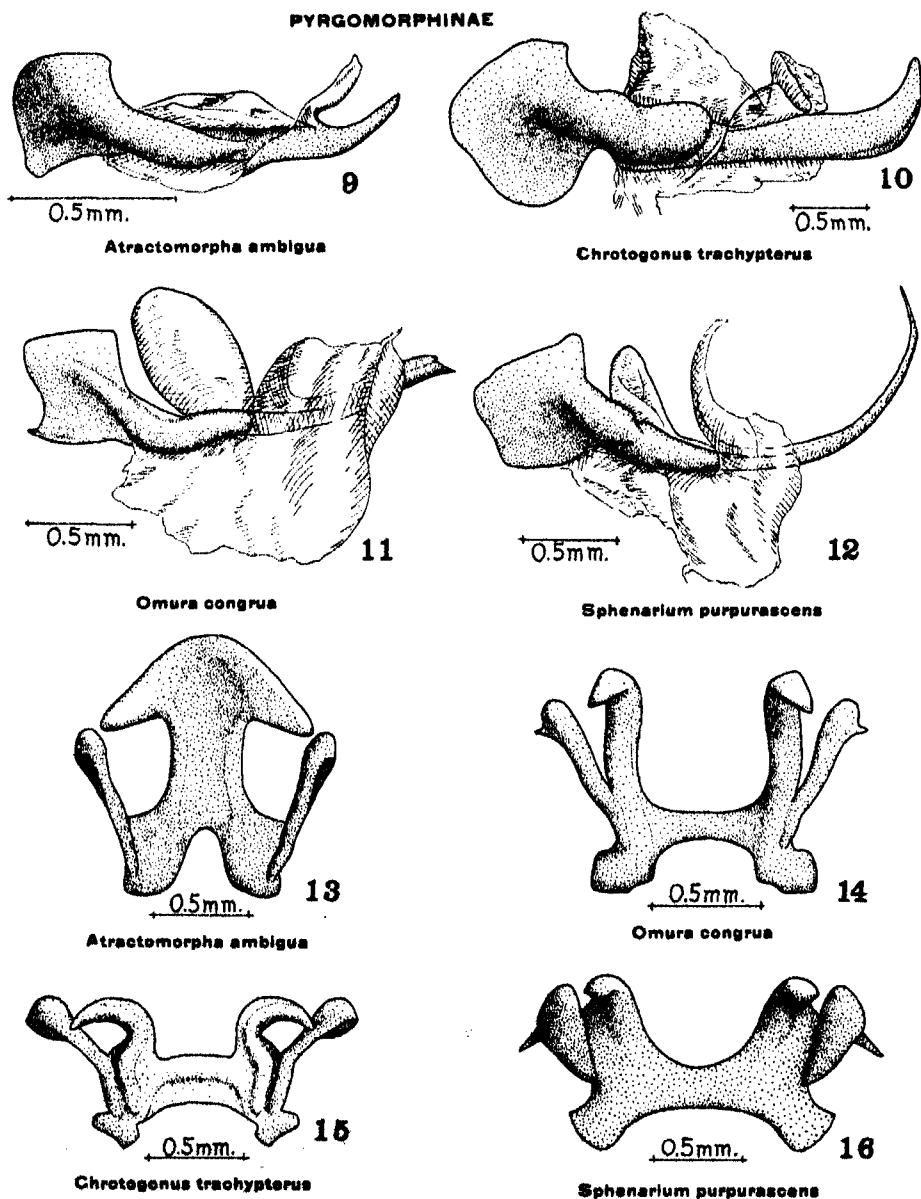 PYRGOMORPHINAE
9
0.5mm.
Atractomorpha ambigua
10
0.5mm.
Chrotogonus trachypterus
11
0.5mm.
Omura congrua
12
0.5mm.
Sphenarium purpurascens
13
0.5mm.
Atractomorpha ambigua
14
0.5mm.
Omura congrua
15
0.5mm.
Chrotogonus trachypterus
16
0.5mm.
Sphenarium purpurascens